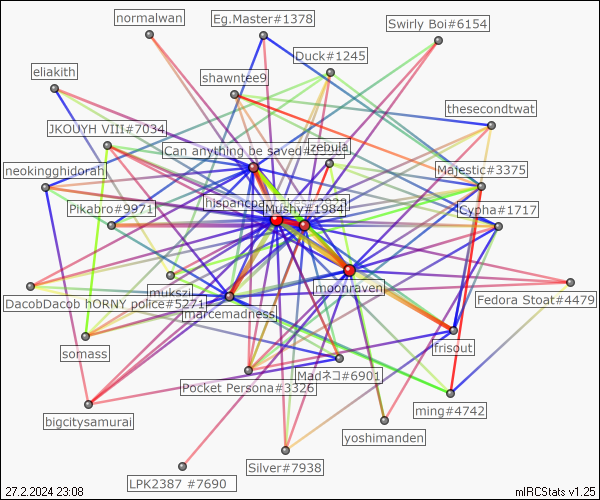 normalwan
Eg.Master#1378
Swirly Boi#6154
Duck#1245
eliakith
shawntee9
thesecondtwat
JKOUYH VIII#7034
zebula
Can anything be saved#
Majestic#3375
neokingghidorah
Pikabro#9971
Mushy#1984
Cypha#1717
mukszi
moonraven
DacobDacob hORNY police#5271
Fedora Stoat#4479
marcemadness
somass
frisout
Madネコ#6901
Pocket Persona#3326
ming#4742
bigcitysamurai
yoshimanden
Silver#7938
LPK2387 #7690
27.2.2024 23:08
mIRCStats v1.25